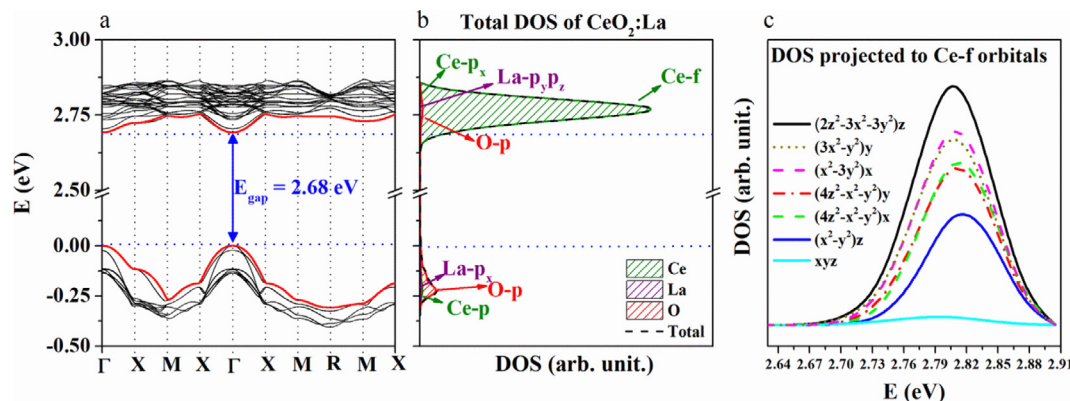 a
3.00
2.75
2.50
0.00
-0.25
-0.50
E (eV)
E_gap = 2.68 eV
Γ X M X Γ X M R M X
b
Total DOS of CeO₂:La
Ce-pₓ
La-p_yp_z
Ce-f
O-p
La-pₓ
O-p
Ce-p
Ce
La
O
Total
DOS (arb. unit.)
c
DOS projected to Ce-f orbitals
(2z²-3x²-3y²)z
(3x²-y²)y
(x²-3y²)x
(4z²-x²-y²)y
(4z²-x²-y²)x
(x²-y²)z
xyz
DOS (arb. unit.)
2.64 2.67 2.70 2.73 2.76 2.79 2.82 2.85 2.88 2.91
E (eV)